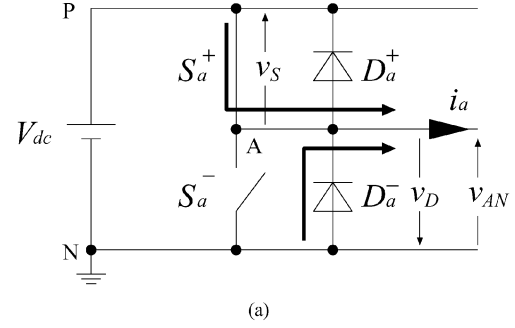 P
S_a^+ v_S D_a^+
i_a
V_dc
A
S_a^- D_a^- v_D v_AN
N
(a)